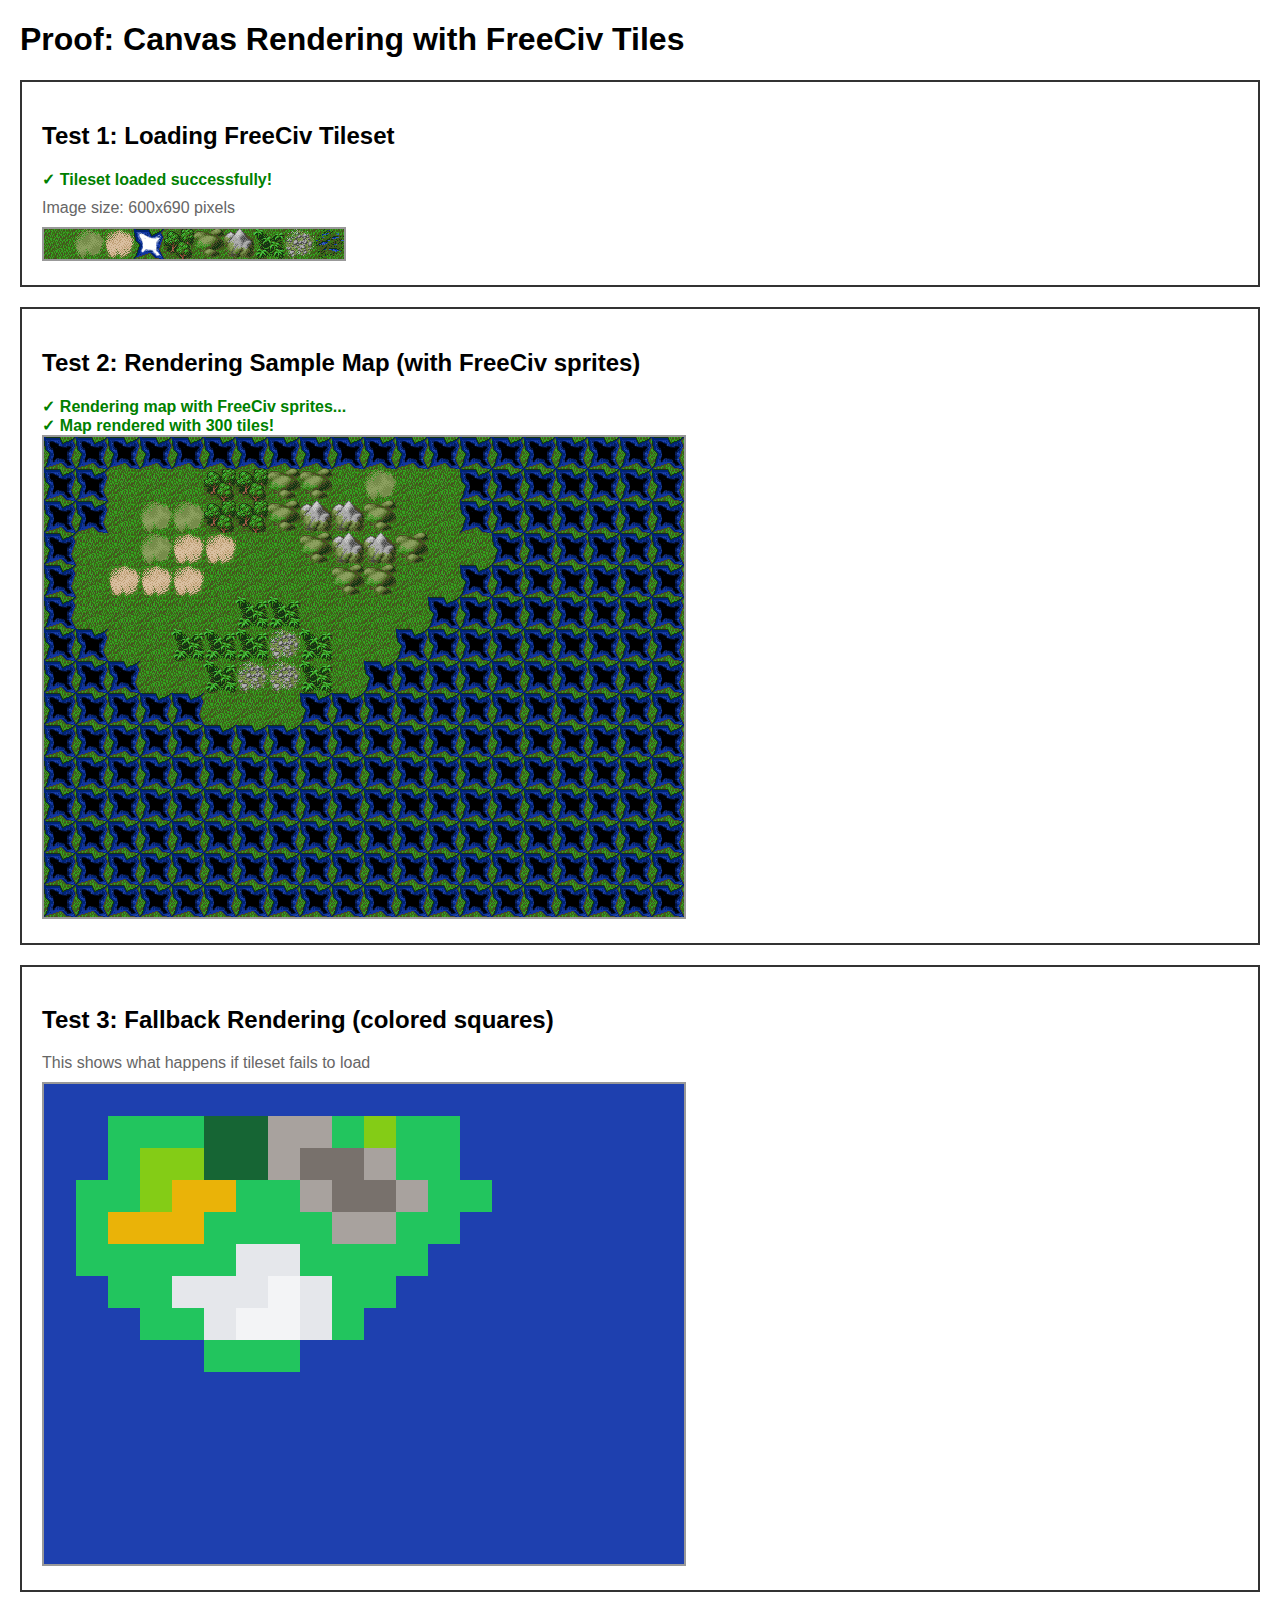 Proof: Canvas Rendering with FreeCiv Tiles
Test 1: Loading FreeCiv Tileset
✓ Tileset loaded successfully!
Image size: 600x690 pixels
Test 2: Rendering Sample Map (with FreeCiv sprites)
✓ Rendering map with FreeCiv sprites...
✓ Map rendered with 300 tiles!
Test 3: Fallback Rendering (colored squares)
This shows what happens if tileset fails to load